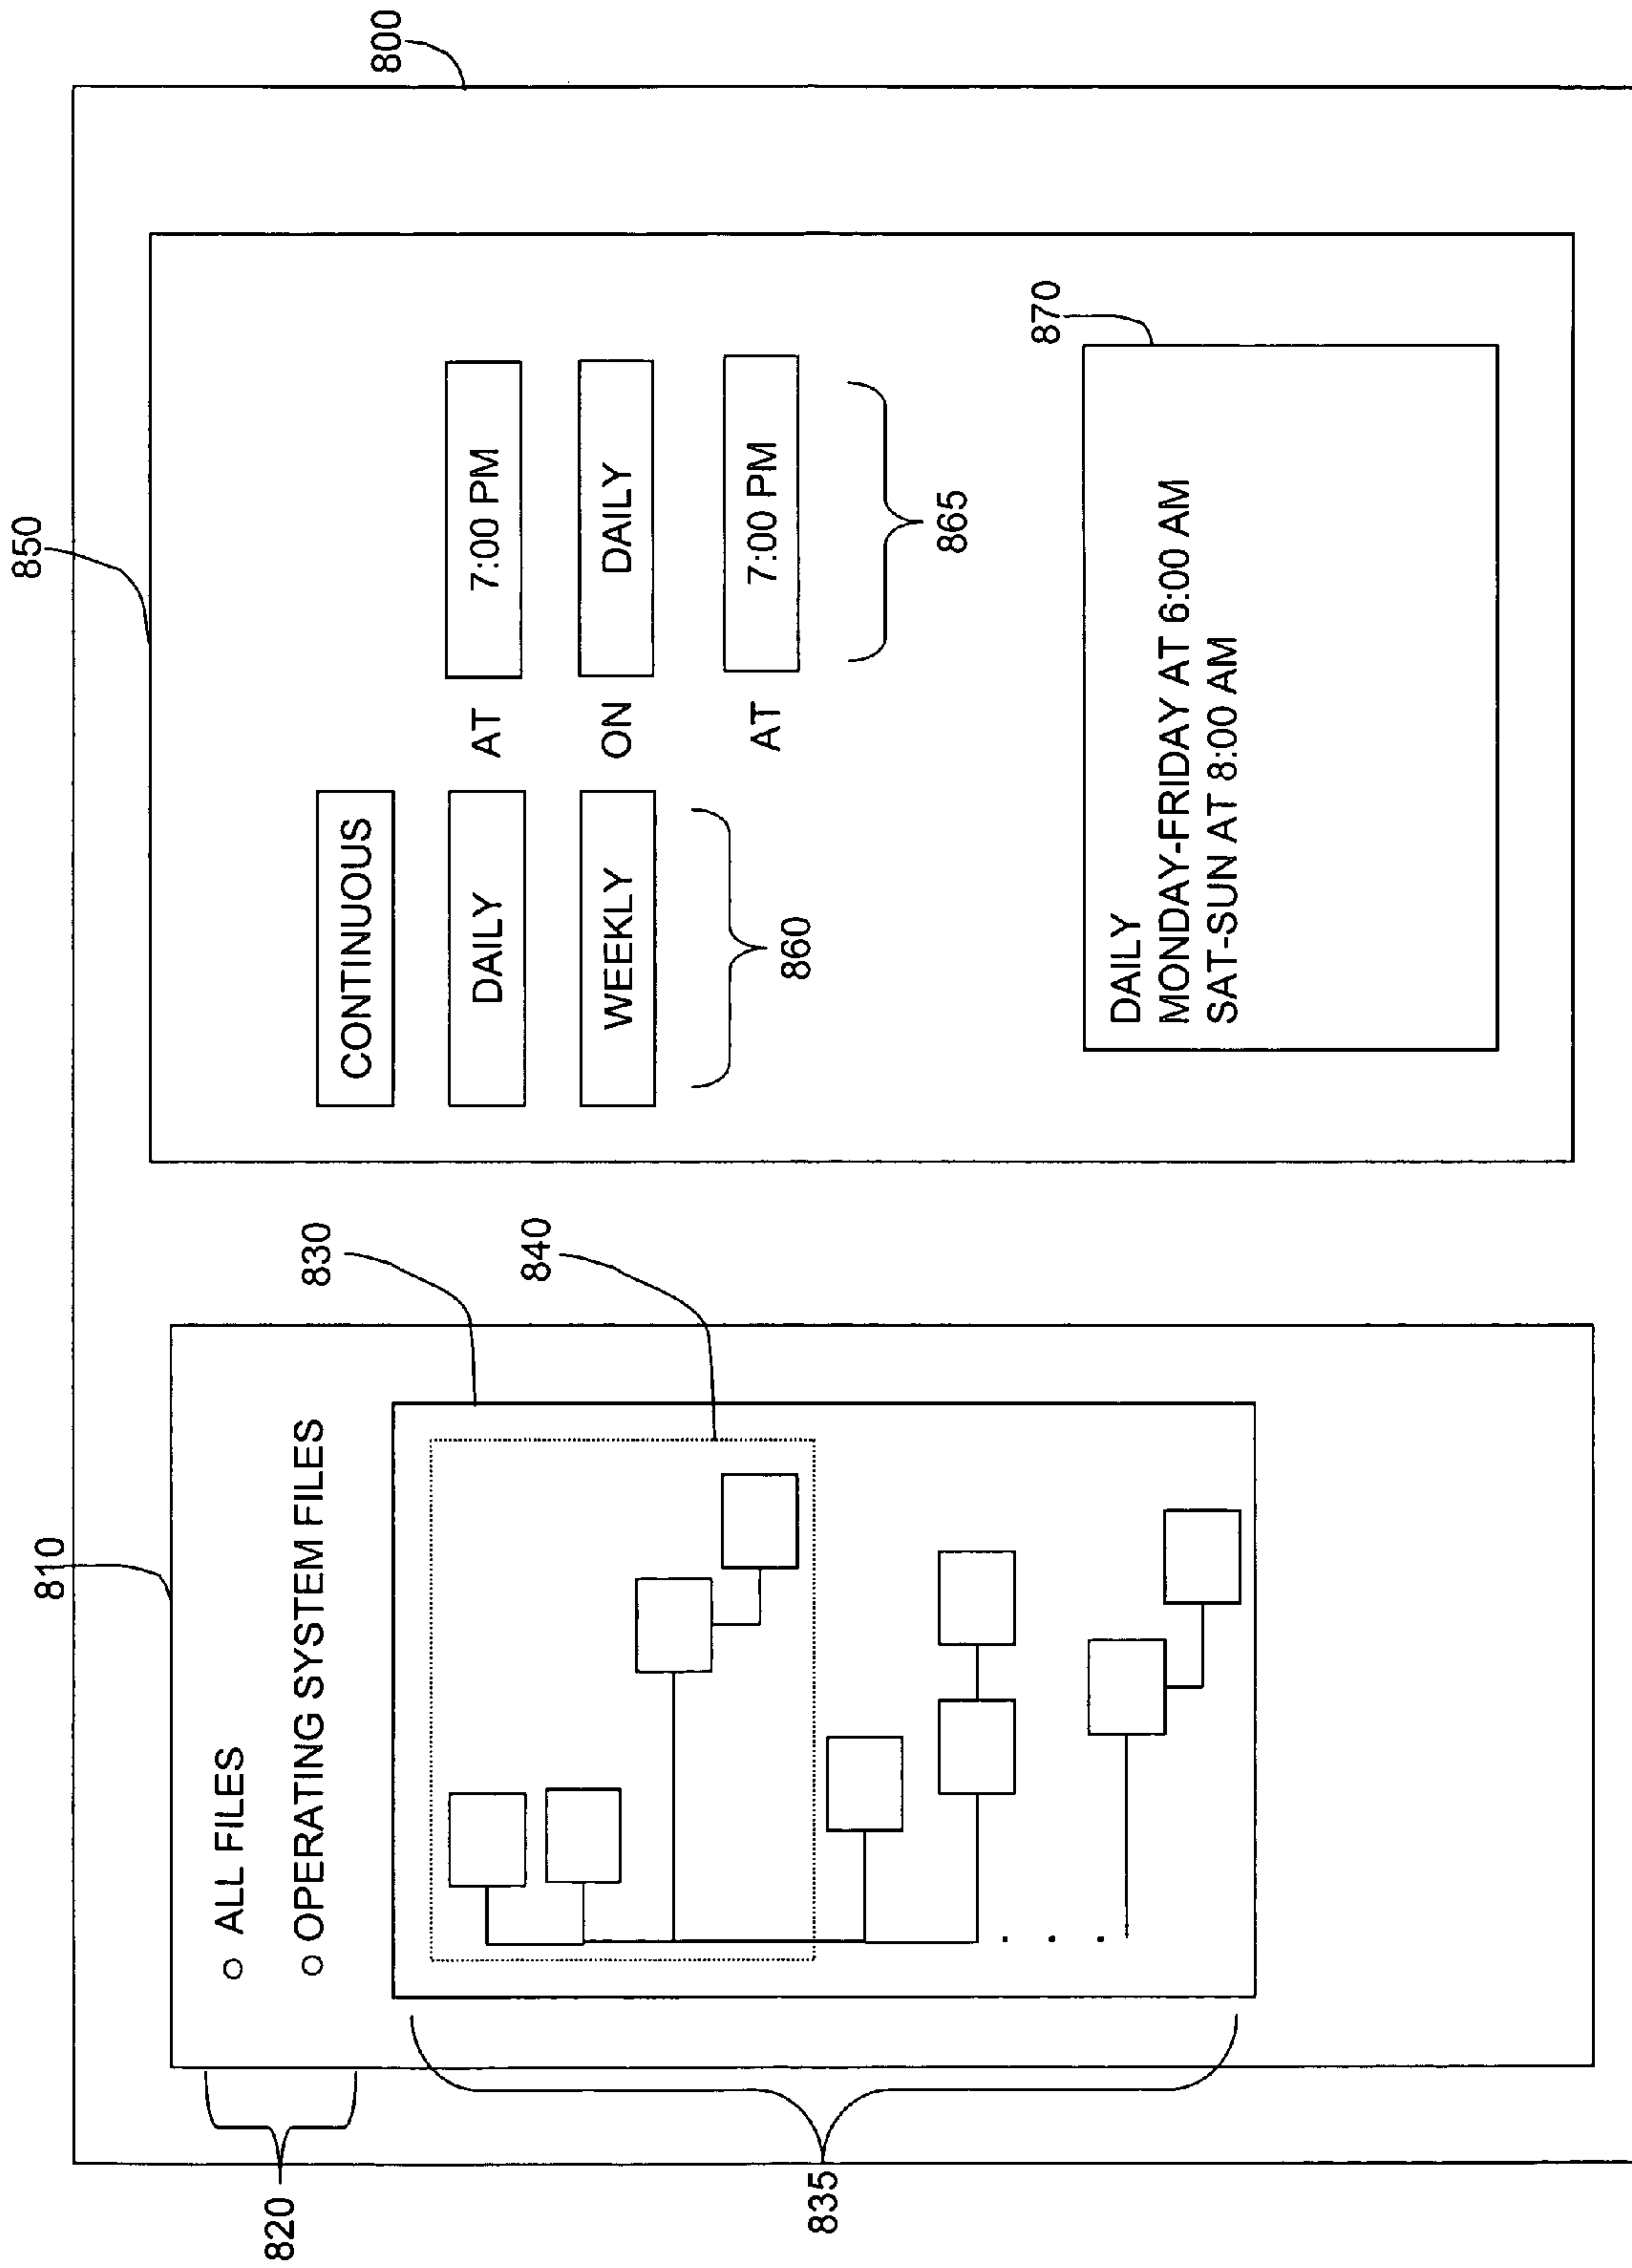 800
850
810
○ ALL FILES
○ OPERATING SYSTEM FILES
820
830
840
835
CONTINUOUS
DAILY AT 7:00 PM
WEEKLY ON DAILY
AT 7:00 PM
860
865
870
DAILY
MONDAY-FRIDAY AT 6:00 AM
SAT-SUN AT 8:00 AM